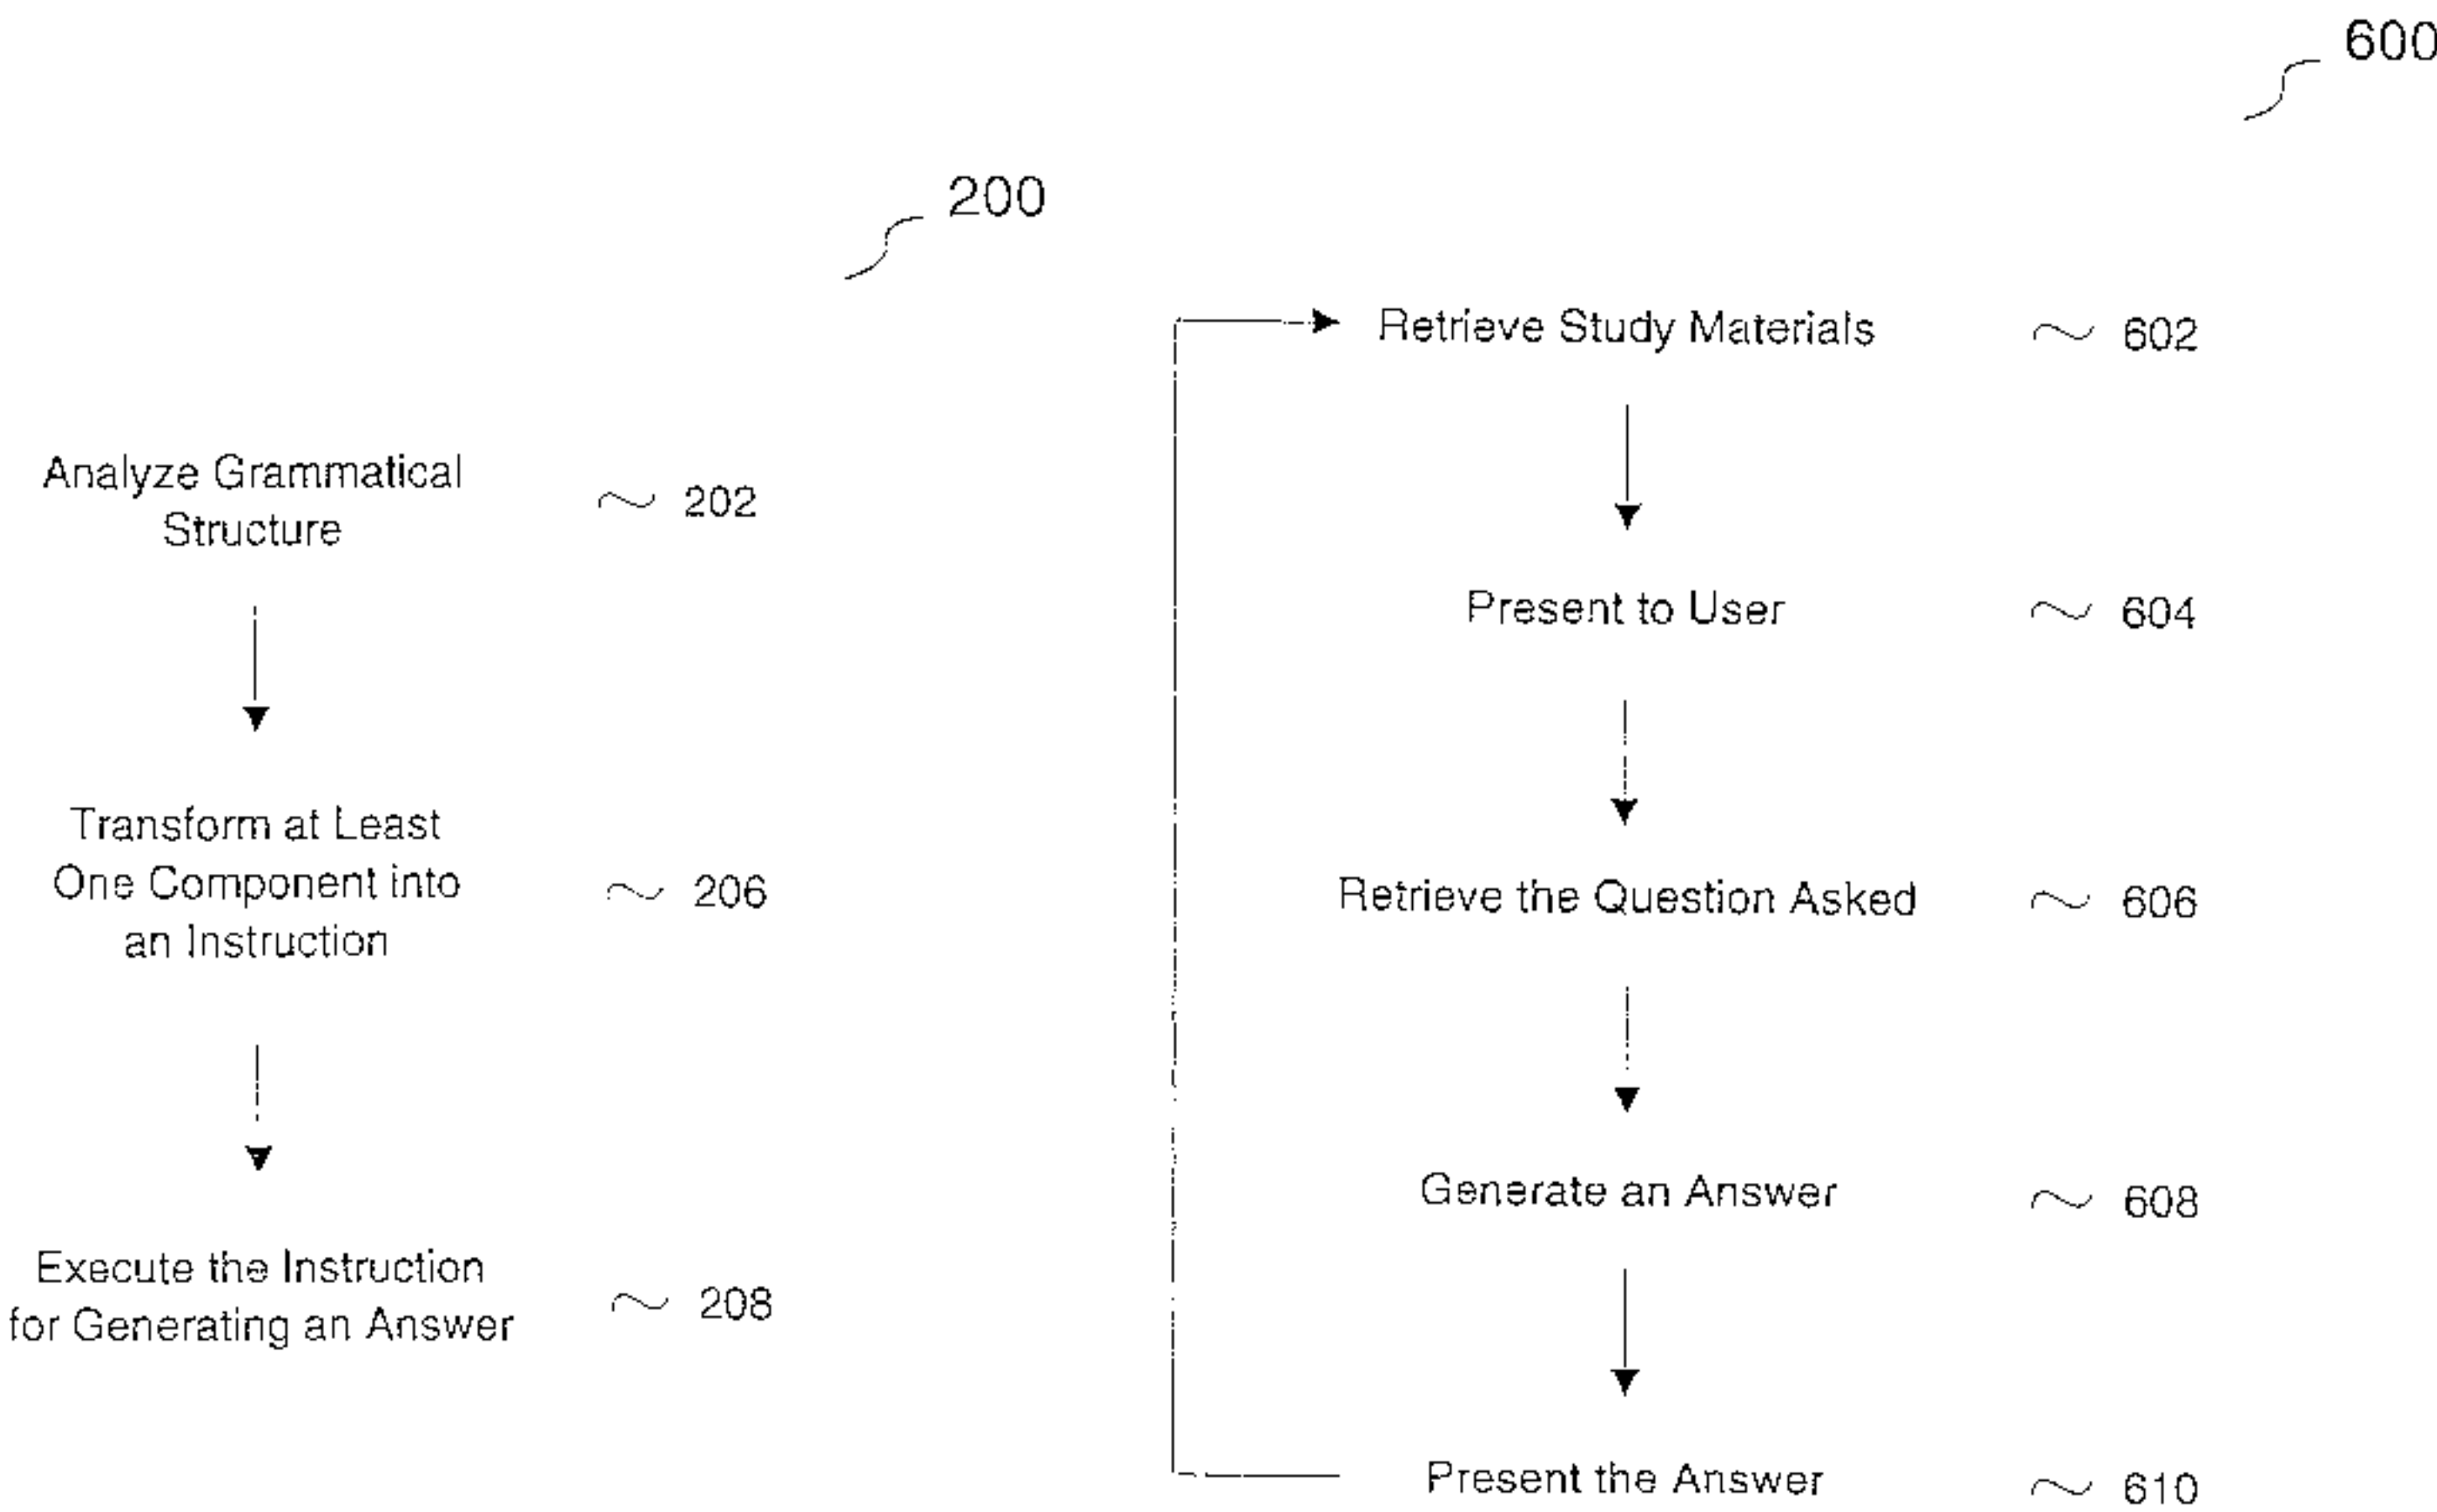 200
Analyze Grammatical
Structure
202
Transform at Least
One Component into
an Instruction
206
Execute the Instruction
for Generating an Answer
208
600
Retrieve Study Materials
602
Present to User
604
Retrieve the Question Asked
606
Generate an Answer
608
Present the Answer
610